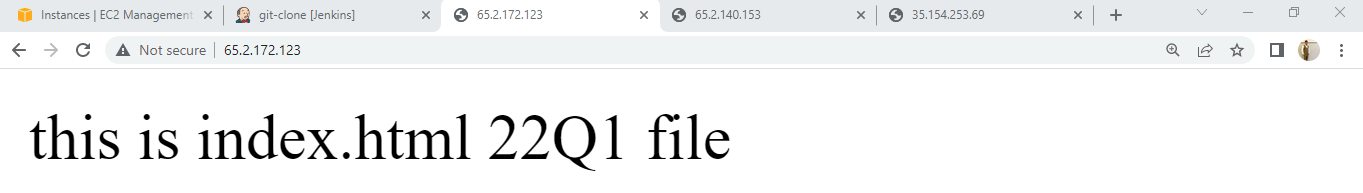 Instances | EC2 Management
git-clone [Jenkins]
65.2.172.123
65.2.140.153
35.154.253.69
Not secure | 65.2.172.123
this is index.html 22Q1 file